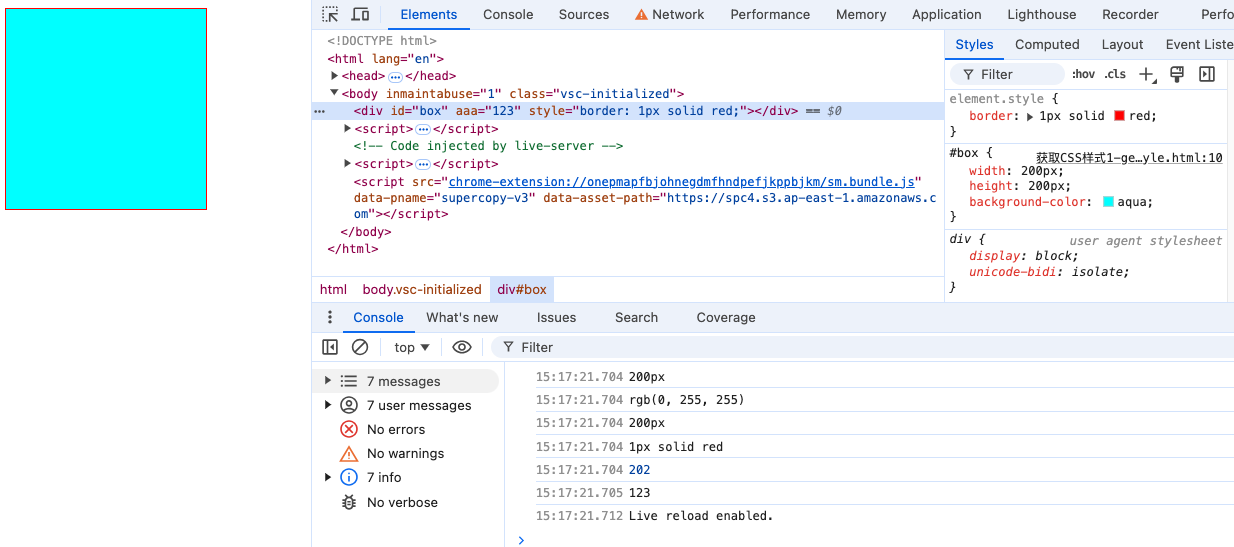 Elements Console Sources Network Performance Memory Application Lighthouse Recorder Perfo
<!DOCTYPE html>
<html lang="en">
<head> … </head>
<body inmaintabuse="1" class="vsc-initialized">
… <div id="box" aaa="123" style="border: 1px solid red;"></div> == $0
<script> … </script>
<!-- Code injected by live-server -->
<script> … </script>
<script src="chrome-extension://onepmapfbjohnegdmfhndpefjkppbjkm/sm.bundle.js"
data-pname="supercopy-v3" data-asset-path="https://spc4.s3.ap-east-1.amazonaws.c
om"></script>
</body>
</html>
html body.vsc-initialized div#box
Styles Computed Layout Event Liste
Filter :hov .cls
element.style {
border: 1px solid red;
}
#box { 获取CSS样式1-ge…yle.html:10
width: 200px;
height: 200px;
background-color: aqua;
}
div { user agent stylesheet
display: block;
unicode-bidi: isolate;
}
Console What's new Issues Search Coverage
top Filter
7 messages
7 user messages
No errors
No warnings
7 info
No verbose
15:17:21.704 200px
15:17:21.704 rgb(0, 255, 255)
15:17:21.704 200px
15:17:21.704 1px solid red
15:17:21.704 202
15:17:21.705 123
15:17:21.712 Live reload enabled.